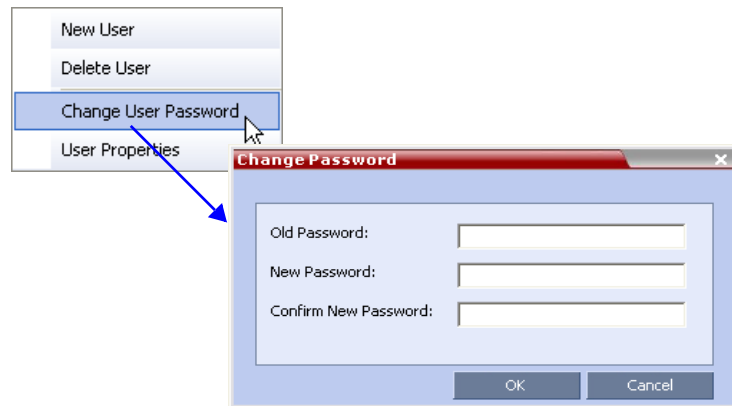 New User
Delete User
Change User Password
User Properties
Change Password
Old Password:
New Password:
Confirm New Password:
OK Cancel